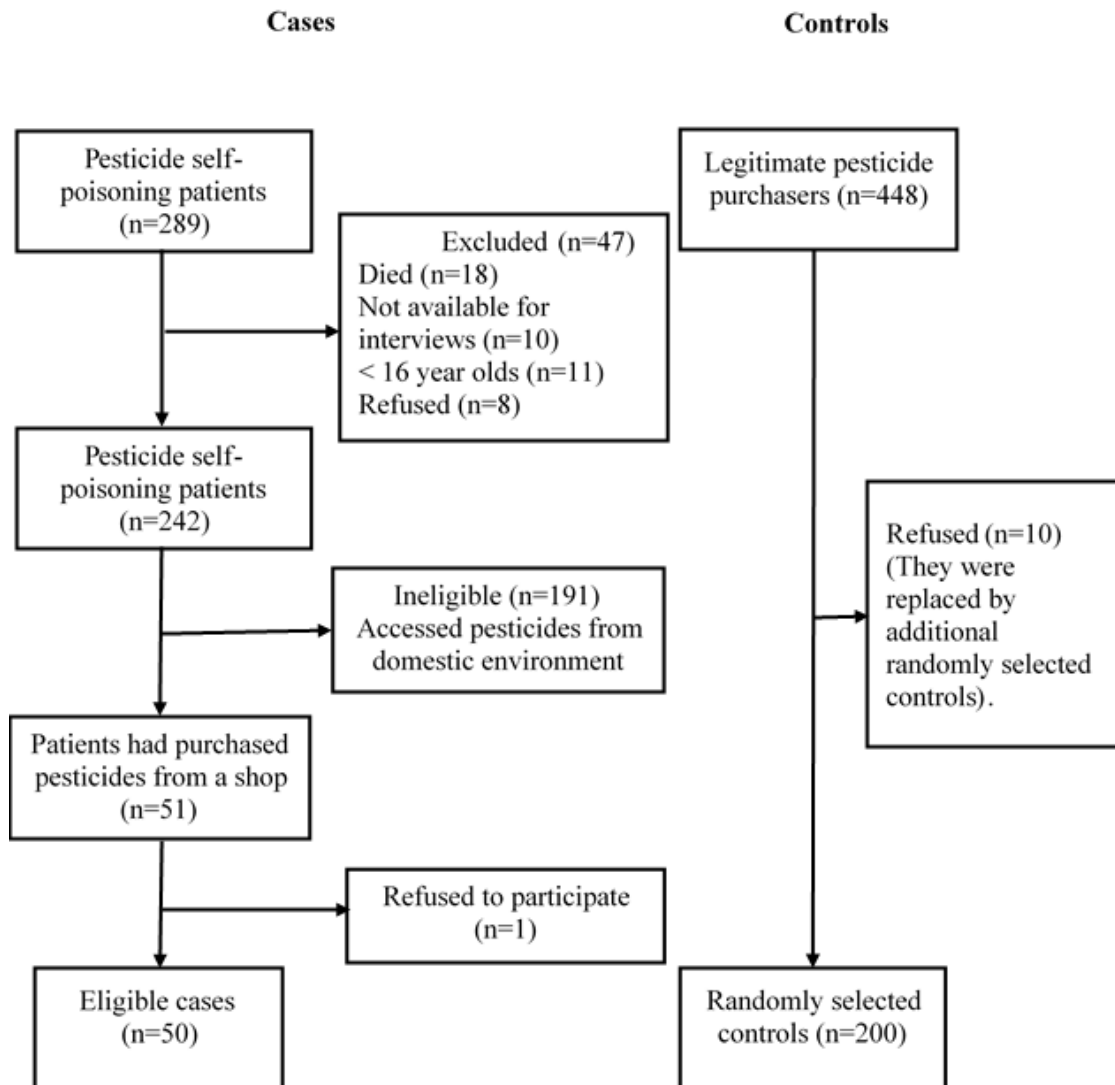 Cases
Controls
Pesticide self-
poisoning patients
(n=289)
Legitimate pesticide
purchasers (n=448)
Excluded (n=47)
Died (n=18)
Not available for
interviews (n=10)
< 16 year olds (n=11)
Refused (n=8)
Pesticide self-
poisoning patients
(n=242)
Refused (n=10)
(They were
replaced by
additional
randomly selected
controls).
Ineligible (n=191)
Accessed pesticides from
domestic environment
Patients had purchased
pesticides from a shop
(n=51)
Refused to participate
(n=1)
Eligible cases
(n=50)
Randomly selected
controls (n=200)